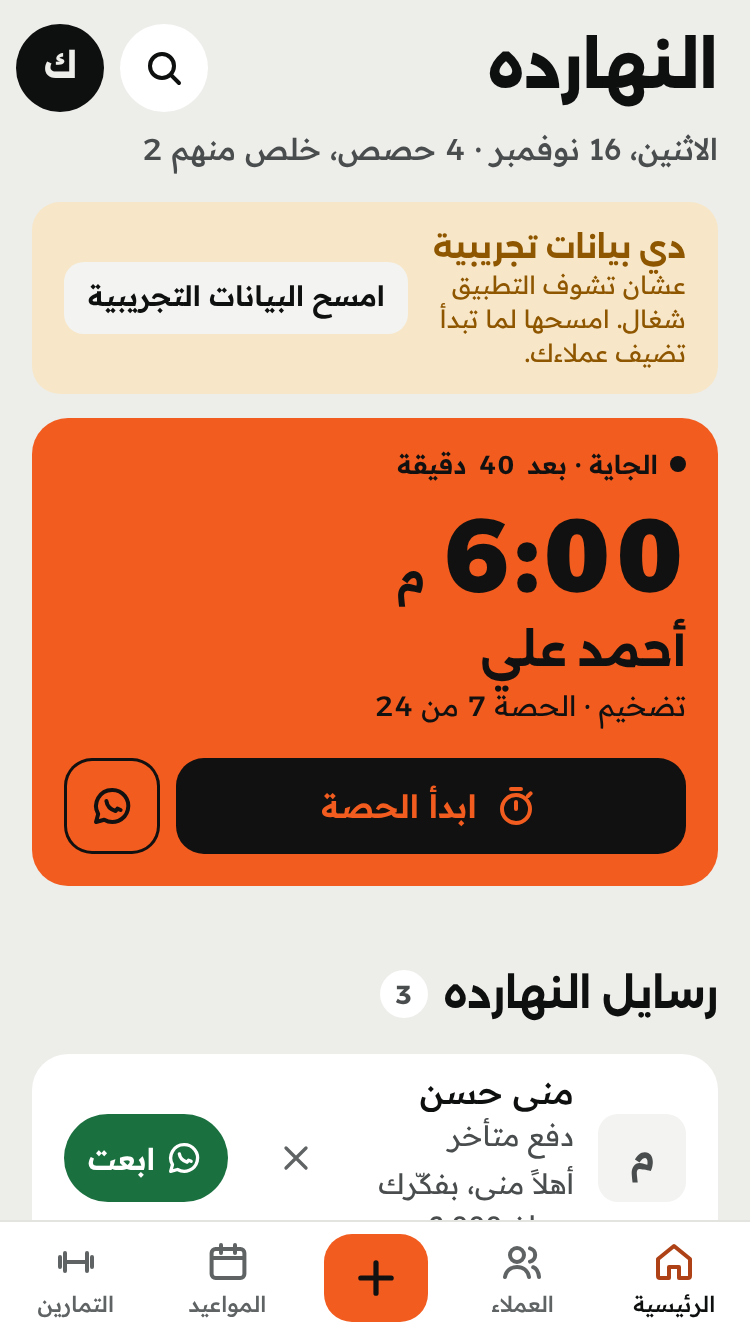 النهارده
ك
الاثنين، 16 نوفمبر · 4 حصص، خلص منهم 2
دي بيانات تجريبية
عشان تشوف التطبيق
شغال. امسحها لما تبدأ
تضيف عملاءك.
امسح البيانات التجريبية
الجاية · بعد 40 دقيقة
6:00 م
أحمد علي
تضخيم · الحصة 7 من 24
ابدأ الحصة
رسايل النهارده 3
م
منى حسن
دفع متأخر
أهلاً منى، بفكّرك
ابعت
الرئيسية
العملاء
المواعيد
التمارين